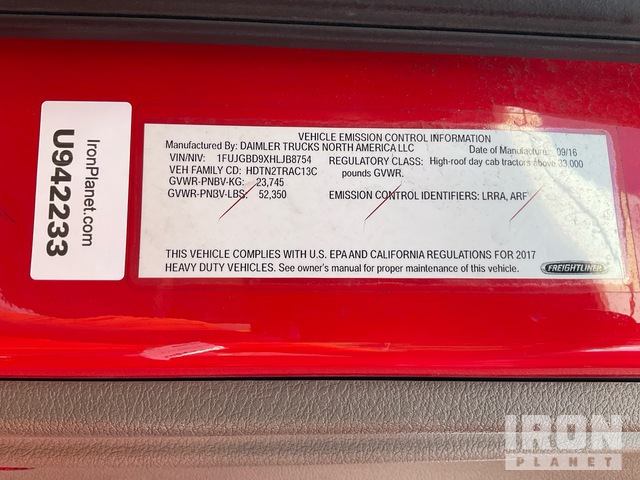 IronPlanet.com
U942233
VEHICLE EMISSION CONTROL INFORMATION
Manufactured By: DAIMLER TRUCKS NORTH AMERICA LLC Date of Manufacture: 09/16
VIN/NIV: 1FUJGBD9XHLJB8754 REGULATORY CLASS: High-roof day cab tractors above 33,000
VEH FAMILY CD: HDTN2TRAC13C pounds GVWR.
GVWR-PNBV-KG: 23,745
GVWR-PNBV-LBS: 52,350 EMISSION CONTROL IDENTIFIERS: LRRA, ARF
THIS VEHICLE COMPLIES WITH U.S. EPA AND CALIFORNIA REGULATIONS FOR 2017
HEAVY DUTY VEHICLES. See owner's manual for proper maintenance of this vehicle.
FREIGHTLINER
IRON
PLANET